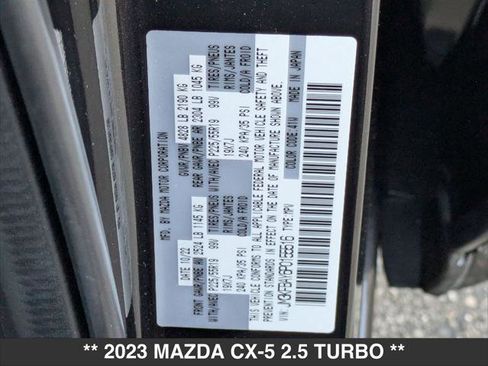 MFD. BY MAZDA MOTOR CORPORATION
DATE: 10/22 GVWR/PNBV 4828 LB 2190 KG
FRONT GAWR/PNBE AV 2524 LB 1145 KG REAR GAWR/PNBE AR 2304 LB 1045 KG
WITH/AVEC P225/55R19 99V TIRES/PNEUS WITH/AVEC P225/55R19 99V TIRES/PNEUS
19X7J RIMS/JANTES 19X7J RIMS/JANTES
240 KPA/35 PSI COLD/A FROID 240 KPA/35 PSI COLD/A FROID
THIS VEHICLE CONFORMS TO ALL APPLICABLE FEDERAL MOTOR VEHICLE SAFETY AND THEFT
PREVENTION STANDARDS IN EFFECT ON THE DATE OF MANUFACTURE SHOWN ABOVE.
VIN: TYPE: MPV COLOR CODE: 41W
MADE IN JAPAN
** 2023 MAZDA CX-5 2.5 TURBO **